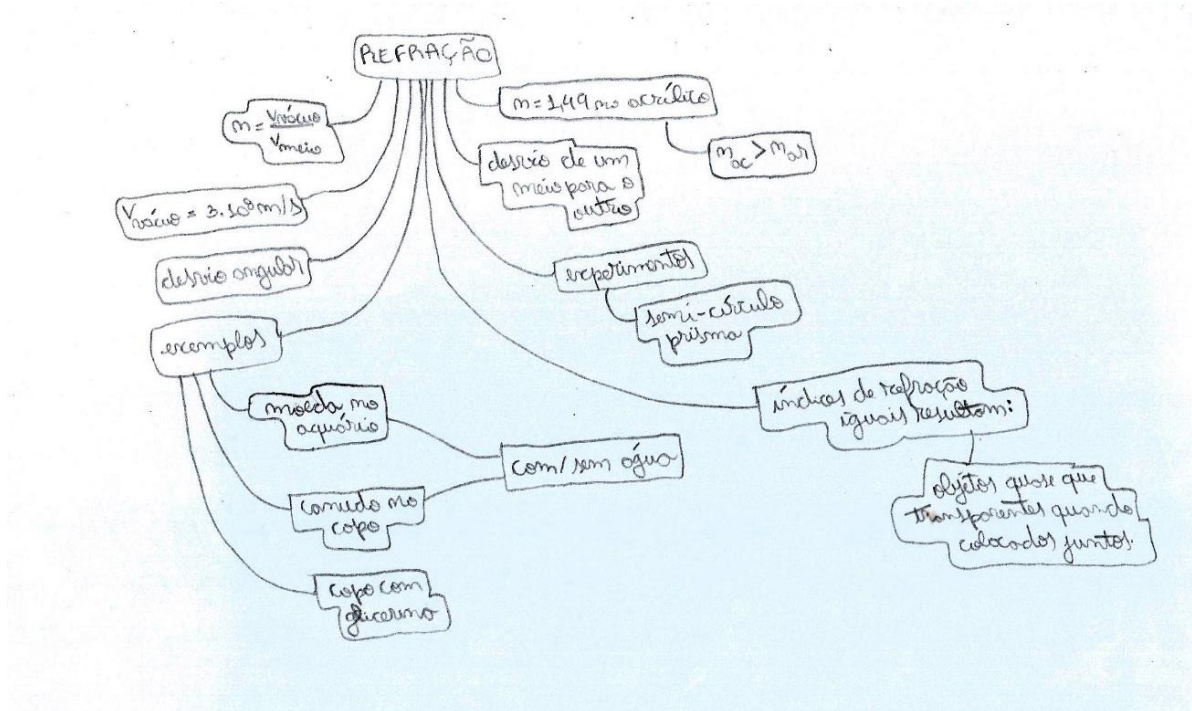 REFRAÇÃO
n = Vvácuo
Vmeio
Vvácuo = 3.10⁸m/s
desvio angular
exemplos
moeda no
aquário
canudo no
copo
copo com
glicerina
com/sem água
n = 1,49 no acrílico
nac > nar
desvio de um
meio para o
outro
experimentos
semi-círculo
prisma
índices de refração
iguais resultam:
objetos quase que
transparentes quando
colocados juntos.